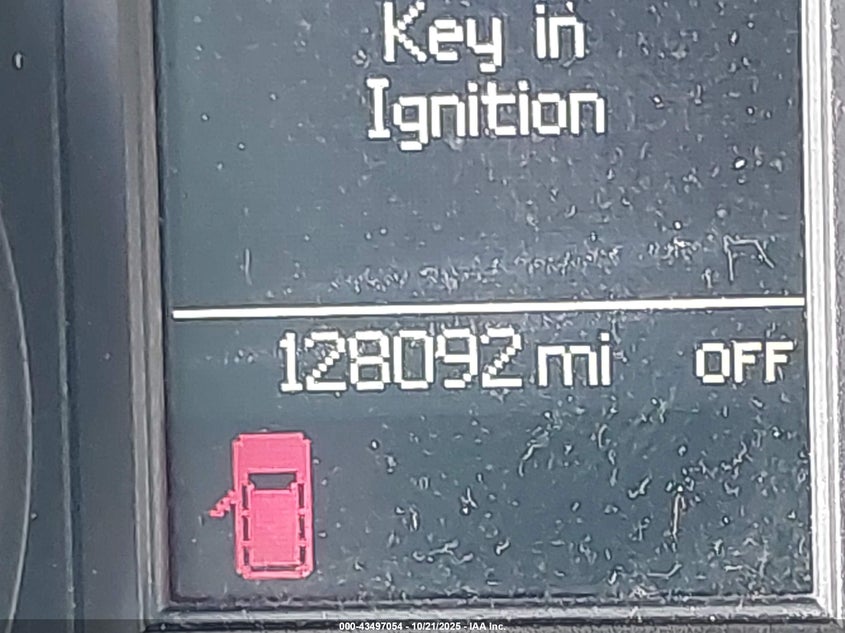 Key in
Ignition
128092 mi OFF
000-43497054 - 10/21/2025 - IAA Inc.